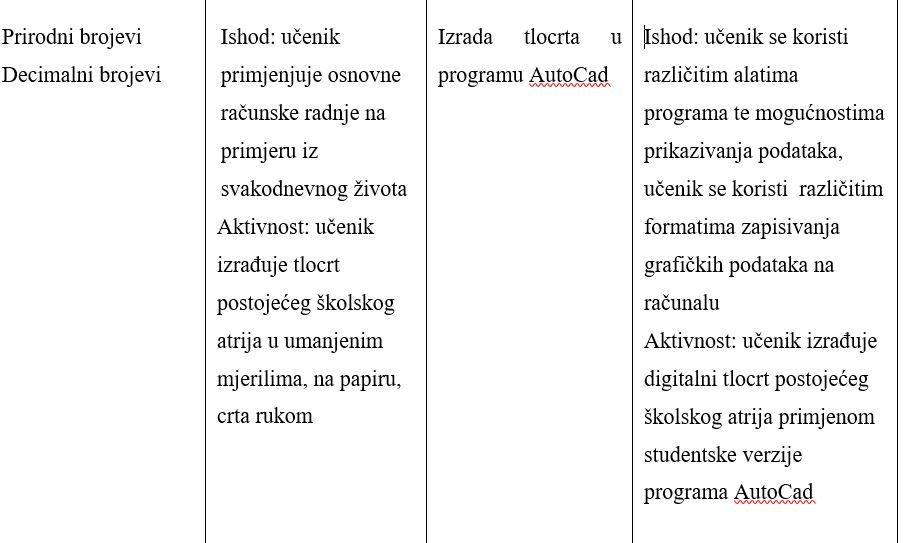 Prirodni brojevi
Decimalni brojevi
Ishod: učenik
primjenjuje osnovne
računske radnje na
primjeru iz
svakodnevnog života
Aktivnost: učenik
izrađuje tlocrt
postojećeg školskog
atrija u umanjenim
mjerilima, na papiru,
crta rukom
Izrada tlocrta u
programu AutoCad
Ishod: učenik se koristi
različitim alatima
programa te mogućnostima
prikazivanja podataka,
učenik se koristi različitim
formatima zapisivanja
grafičkih podataka na
računalu
Aktivnost: učenik izrađuje
digitalni tlocrt postojećeg
školskog atrija primjenom
studentske verzije
programa AutoCad